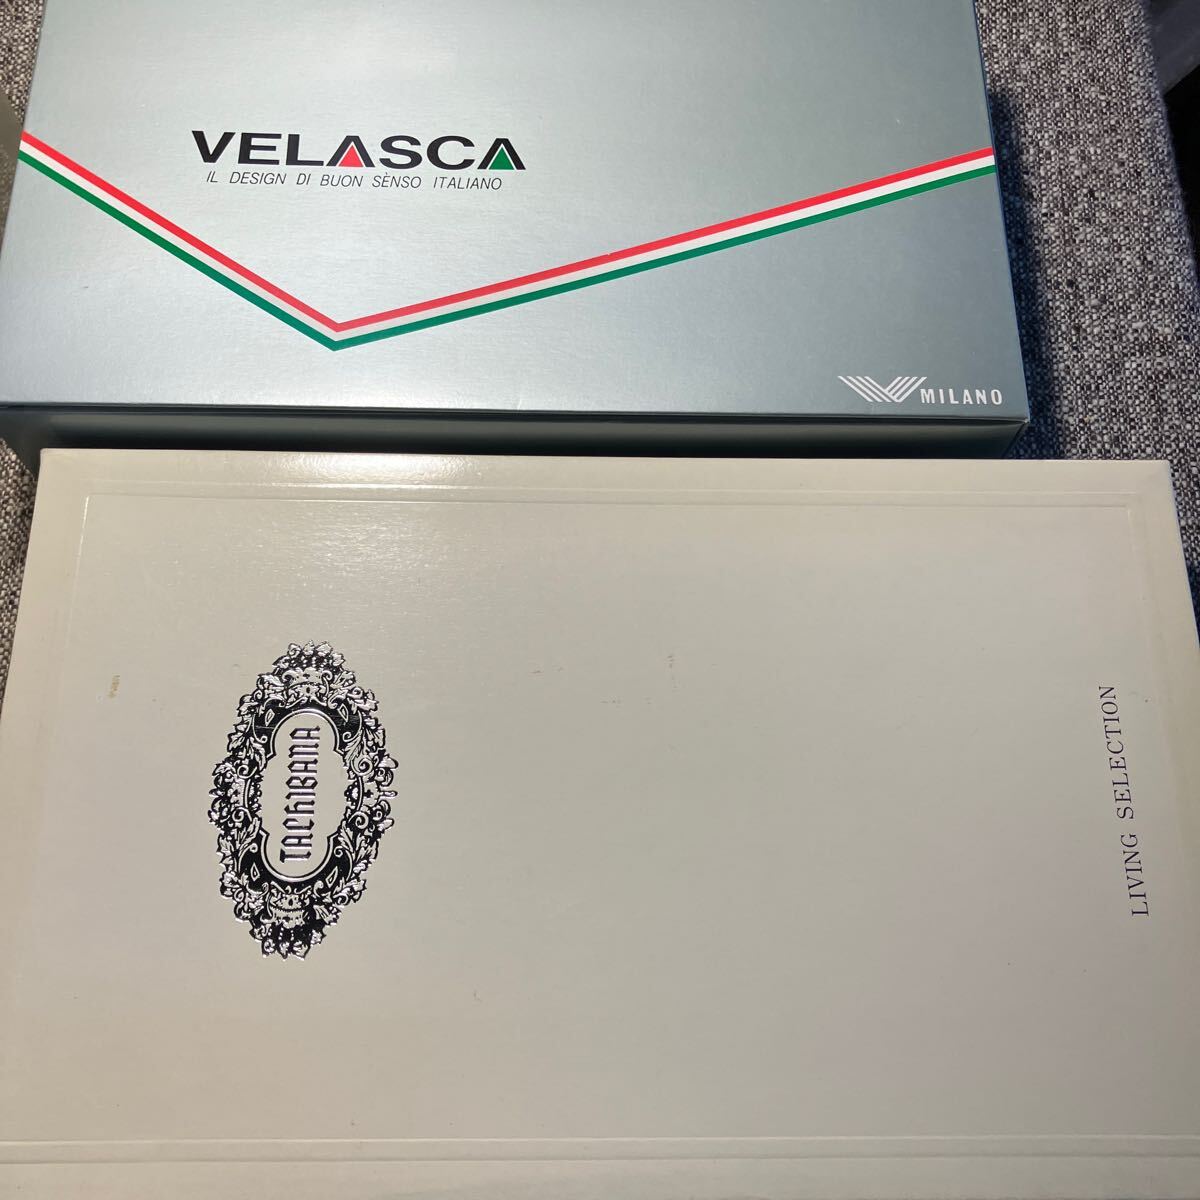 VELASCA
IL DESIGN DI BUON SÈNSO ITALIANO
MILANO
TACHIBANA
LIVING SELECTION